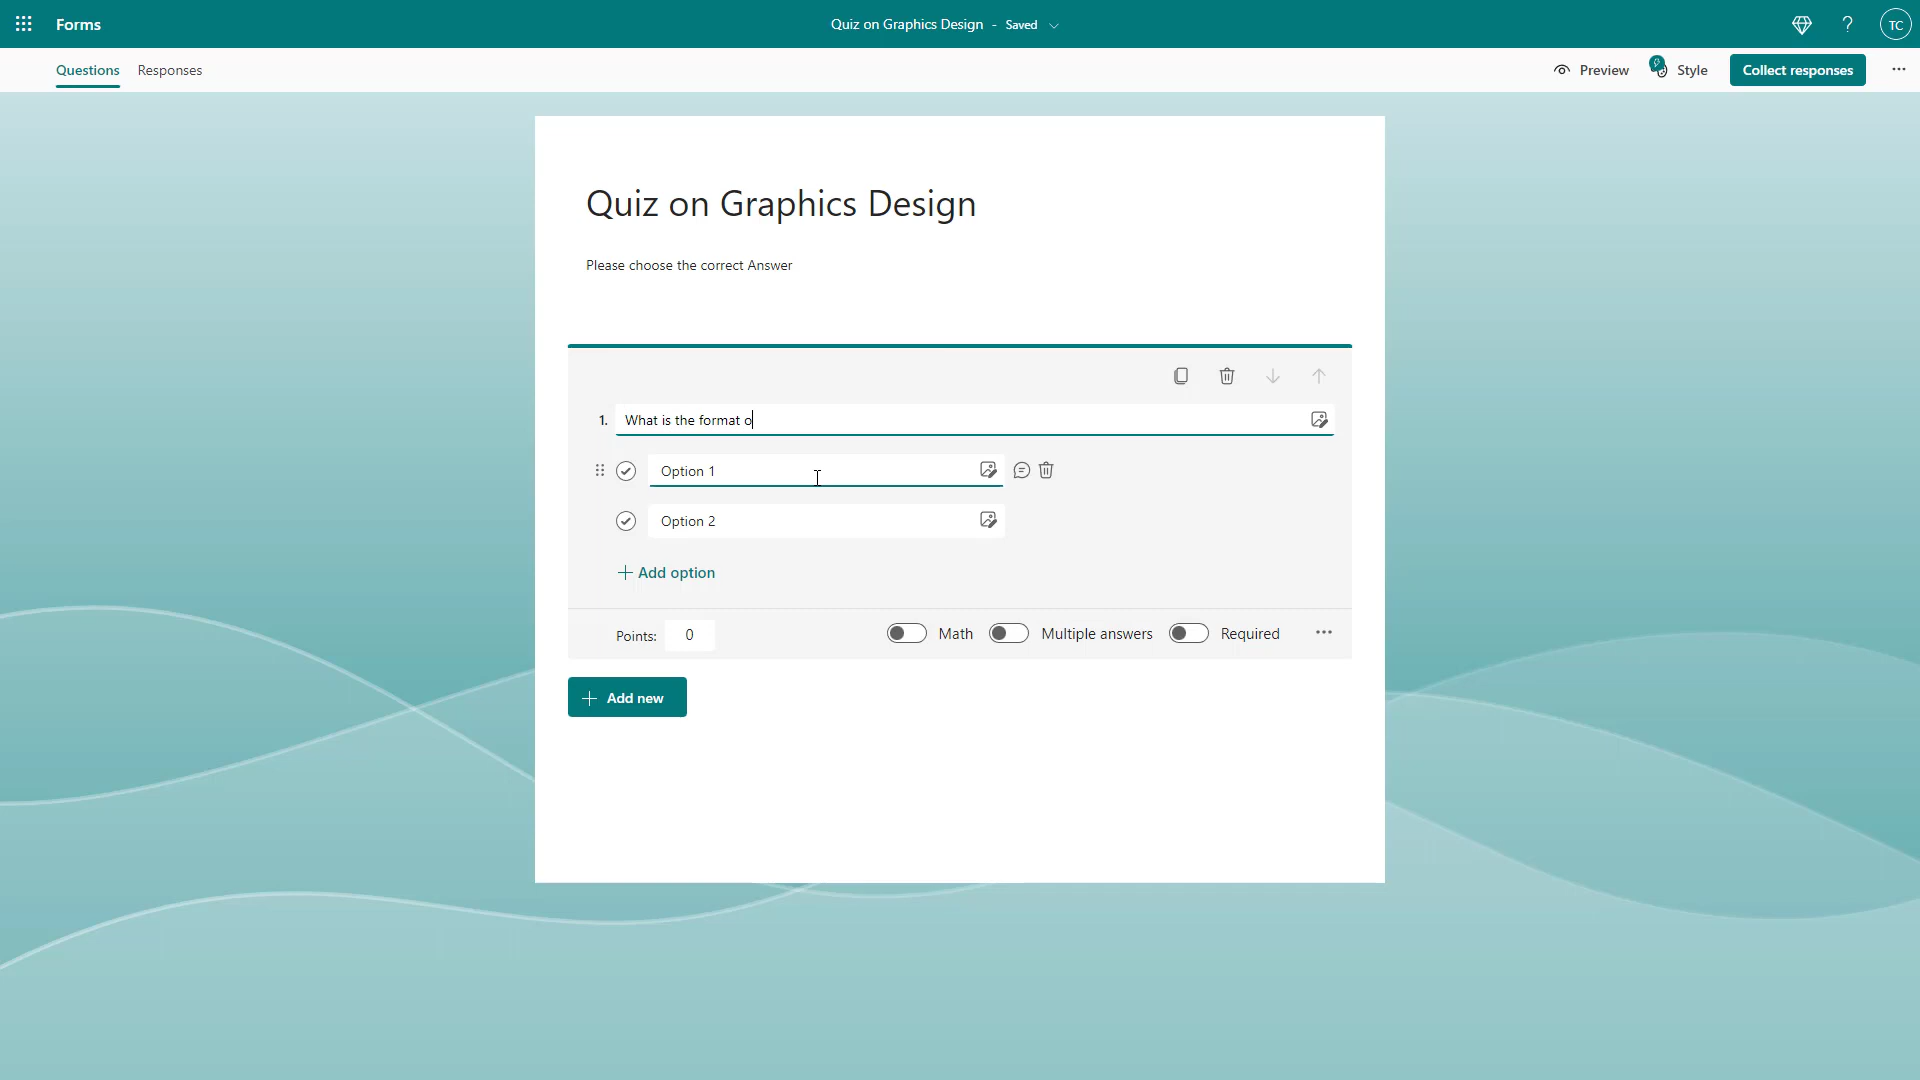 Forms
Quiz on Graphics Design - Saved
?
TC
Questions
Responses
Preview
Style
Collect responses
Quiz on Graphics Design
Please choose the correct Answer
1. What is the format o
Option 1
Option 2
+ Add option
Points: 0
Math
Multiple answers
Required
+ Add new